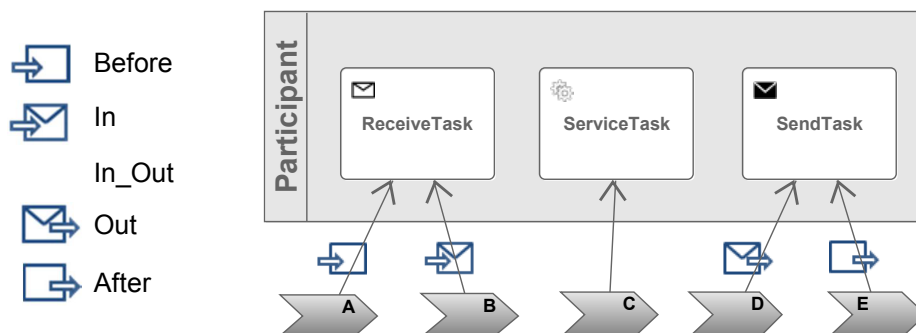 Before
In
In_Out
Out
After
Participant
ReceiveTask
ServiceTask
SendTask
A
B
C
D
E